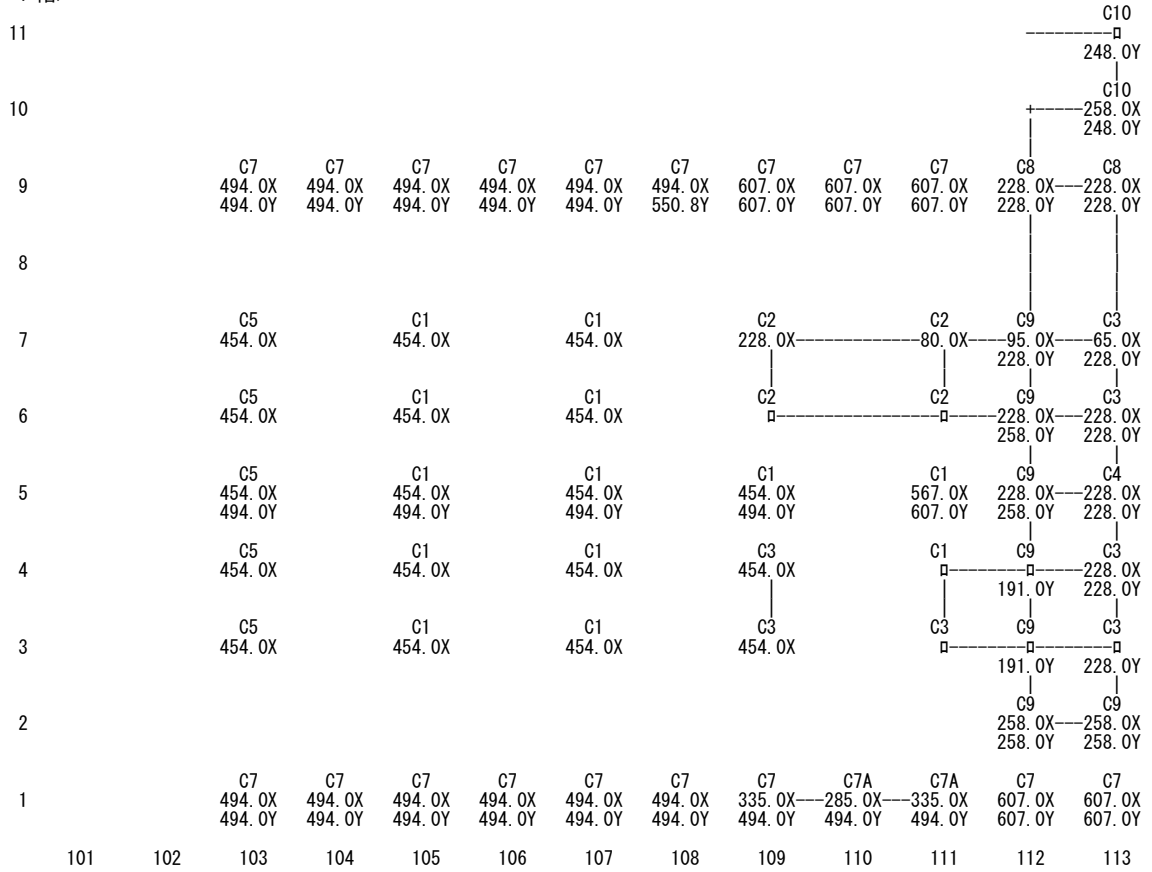 C10
11 ---------¤
248.0Y
C10
10 +-----258.0X
248.0Y
C7 C7 C7 C7 C7 C7 C7 C7 C7 C8 C8
9 494.0X 494.0X 494.0X 494.0X 494.0X 494.0X 607.0X 607.0X 607.0X 228.0X---228.0X
494.0Y 494.0Y 494.0Y 494.0Y 494.0Y 550.8Y 607.0Y 607.0Y 607.0Y 228.0Y 228.0Y
8
C5 C1 C1 C2 C2 C9 C3
7 454.0X 454.0X 454.0X 228.0X-------------80.0X----95.0X----65.0X
228.0Y 228.0Y
C5 C1 C1 C2 C2 C9 C3
6 454.0X 454.0X 454.0X ¤-----------------¤-----228.0X---228.0X
258.0Y 228.0Y
C5 C1 C1 C1 C1 C9 C4
5 454.0X 454.0X 454.0X 454.0X 567.0X 228.0X---228.0X
494.0Y 494.0Y 494.0Y 494.0Y 607.0Y 258.0Y 228.0Y
C5 C1 C1 C3 C1 C9 C3
4 454.0X 454.0X 454.0X 454.0X ¤--------¤-----228.0X
191.0Y 228.0Y
C5 C1 C1 C3 C3 C9 C3
3 454.0X 454.0X 454.0X 454.0X ¤--------¤--------¤
191.0Y 228.0Y
C9 C9
2 258.0X---258.0X
258.0Y 258.0Y
C7 C7 C7 C7 C7 C7 C7 C7A C7A C7 C7
1 494.0X 494.0X 494.0X 494.0X 494.0X 494.0X 335.0X---285.0X---335.0X 607.0X 607.0X
494.0Y 494.0Y 494.0Y 494.0Y 494.0Y 494.0Y 494.0Y 494.0Y 494.0Y 607.0Y 607.0Y
101 102 103 104 105 106 107 108 109 110 111 112 113